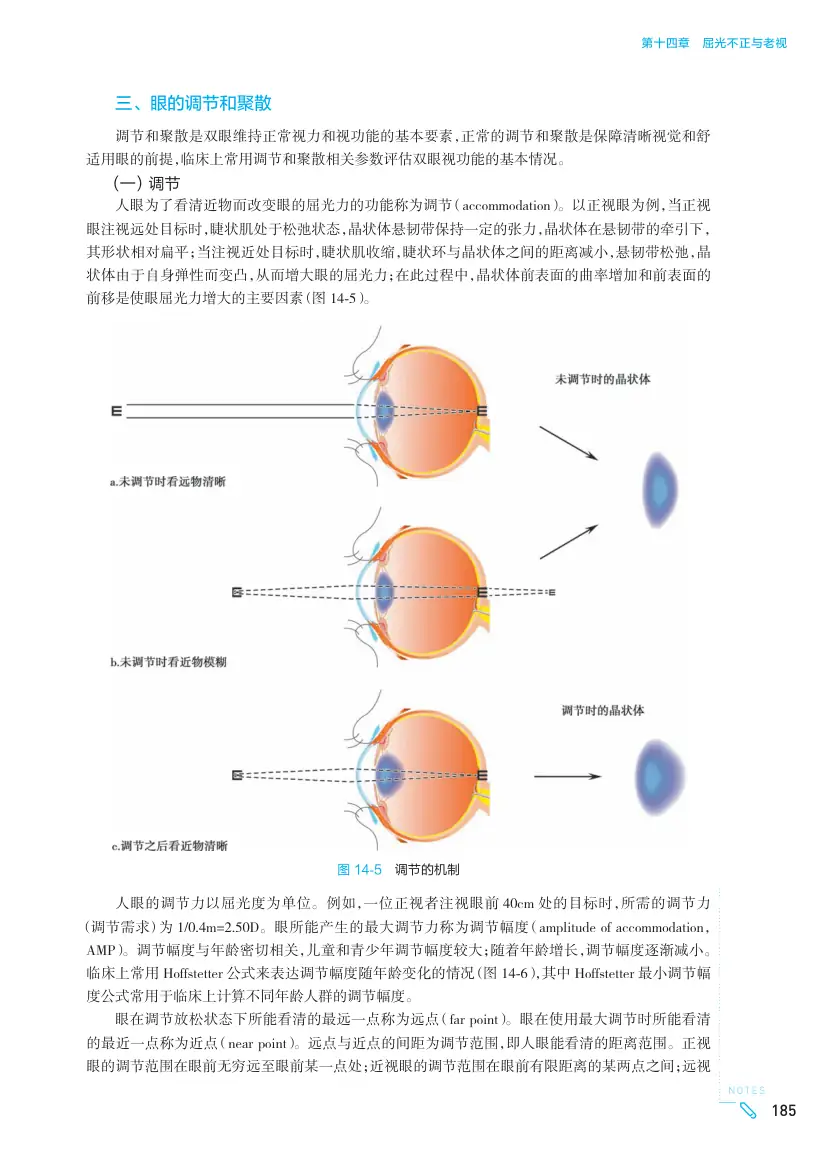 第十四章　屈光不正与老视
三、眼的调节和聚散
调节和聚散是双眼维持正常视力和视功能的基本要素，正常的调节和聚散是保障清晰视觉和舒
适用眼的前提，临床上常用调节和聚散相关参数评估双眼视功能的基本情况。
（一）调节
人眼为了看清近物而改变眼的屈光力的功能称为调节（accommodation）。以正视眼为例，当正视
眼注视远处目标时，睫状肌处于松弛状态，晶状体悬韧带保持一定的张力，晶状体在悬韧带的牵引下，
其形状相对扁平；当注视近处目标时，睫状肌收缩，睫状环与晶状体之间的距离减小，悬韧带松弛，晶
状体由于自身弹性而变凸，从而增大眼的屈光力；在此过程中，晶状体前表面的曲率增加和前表面的
前移是使眼屈光力增大的主要因素（图 14-5）。
未调节时的晶状体
E
E
a.未调节时看远物清晰
E
E
E
b.未调节时看近物模糊
调节时的晶状体
E
E
c.调节之后看近物清晰
图 14-5　调节的机制
人眼的调节力以屈光度为单位。例如，一位正视者注视眼前 40cm 处的目标时，所需的调节力
（调节需求）为 1/0.4m=2.50D。眼所能产生的最大调节力称为调节幅度（amplitude of accommodation，
AMP）。调节幅度与年龄密切相关，儿童和青少年调节幅度较大；随着年龄增长，调节幅度逐渐减小。
临床上常用 Hoffstetter 公式来表达调节幅度随年龄变化的情况（图 14-6），其中 Hoffstetter 最小调节幅
度公式常用于临床上计算不同年龄人群的调节幅度。
眼在调节放松状态下所能看清的最远一点称为远点（far point）。眼在使用最大调节时所能看清
的最近一点称为近点（near point）。远点与近点的间距为调节范围，即人眼能看清的距离范围。正视
眼的调节范围在眼前无穷远至眼前某一点处；近视眼的调节范围在眼前有限距离的某两点之间；远视
NOTES
185